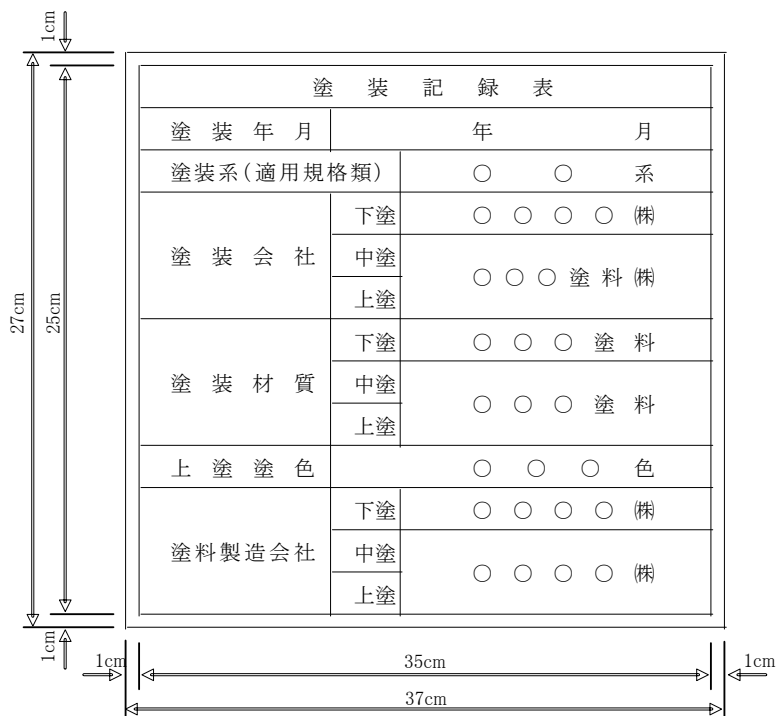 1cm
塗装記録表
塗装年月 年 月
塗装系(適用規格類) ○ ○ 系
塗装会社 下塗 ○○○○㈱
中塗
○○○塗料㈱
上塗
27cm
25cm
塗装材質 下塗 ○○○塗料
中塗
○○○塗料
上塗
上塗塗色 ○○○色
塗料製造会社 下塗 ○○○○㈱
中塗
○○○○㈱
上塗
1cm
1cm 35cm 1cm
37cm